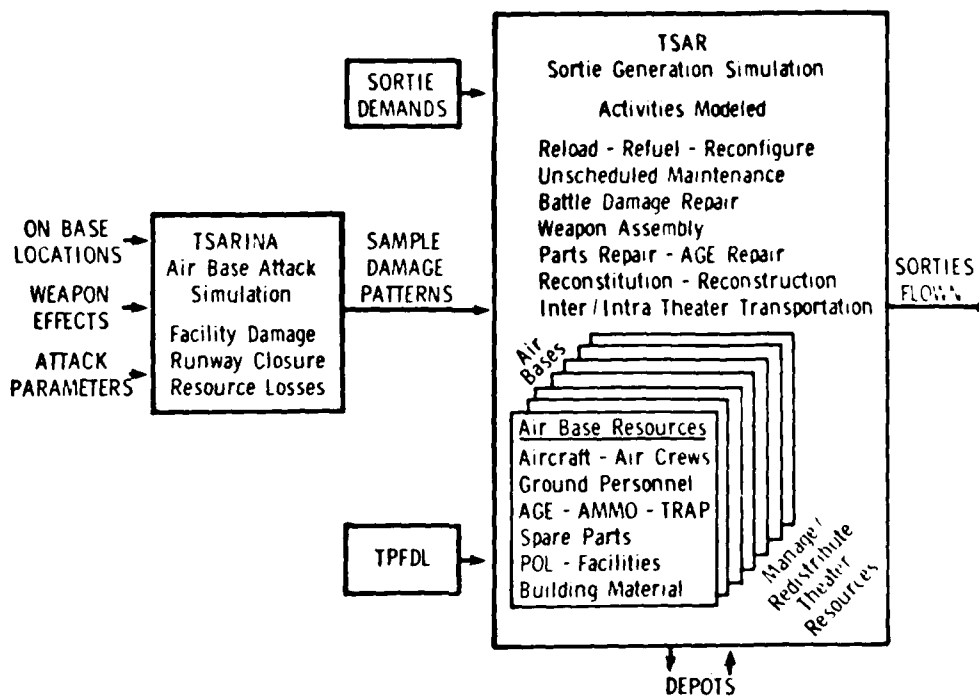 SORTIE
DEMANDS
ON BASE
LOCATIONS
WEAPON
EFFECTS
ATTACK
PARAMETERS
TSARINA
Air Base Attack
Simulation
Facility Damage
Runway Closure
Resource Losses
SAMPLE
DAMAGE
PATTERNS
TPFDL
TSAR
Sortie Generation Simulation
Activities Modeled
Reload - Refuel - Reconfigure
Unscheduled Maintenance
Battle Damage Repair
Weapon Assembly
Parts Repair - AGE Repair
Reconstitution - Reconstruction
Inter / Intra Theater Transportation
Air
Bases
Air Base Resources
Aircraft - Air Crews
Ground Personnel
AGE - AMMO - TRAP
Spare Parts
POL - Facilities
Building Material
Manage /
Redistribute
Theater
Resources
SORTIES
FLOWN
DEPOTS